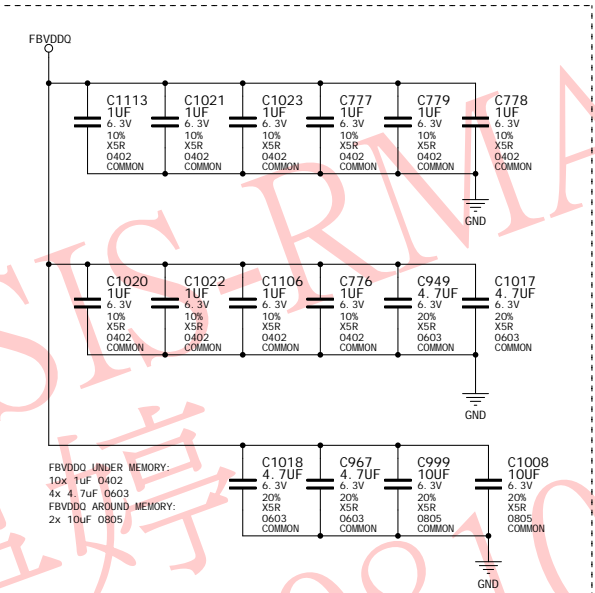 FBVDDQ
C1113
1UF
6.3V
10%
X5R
0402
COMMON
C1021
1UF
6.3V
10%
X5R
0402
COMMON
C1023
1UF
6.3V
10%
X5R
0402
COMMON
C777
1UF
6.3V
10%
X5R
0402
COMMON
C779
1UF
6.3V
10%
X5R
0402
COMMON
C778
1UF
6.3V
10%
X5R
0402
COMMON
GND
C1020
1UF
6.3V
10%
X5R
0402
COMMON
C1022
1UF
6.3V
10%
X5R
0402
COMMON
C1106
1UF
6.3V
10%
X5R
0402
COMMON
C776
1UF
6.3V
10%
X5R
0402
COMMON
C949
4.7UF
6.3V
20%
X5R
0603
COMMON
C1017
4.7UF
6.3V
20%
X5R
0603
COMMON
GND
FBVDDQ UNDER MEMORY:
10x 1uF 0402
4x 4.7uF 0603
FBVDDQ AROUND MEMORY:
2x 10uF 0805
C1018
4.7UF
6.3V
20%
X5R
0603
COMMON
C967
4.7UF
6.3V
20%
X5R
0603
COMMON
C999
10UF
6.3V
20%
X5R
0805
COMMON
C1008
10UF
6.3V
20%
X5R
0805
COMMON
GND
SIS-RMA
婷